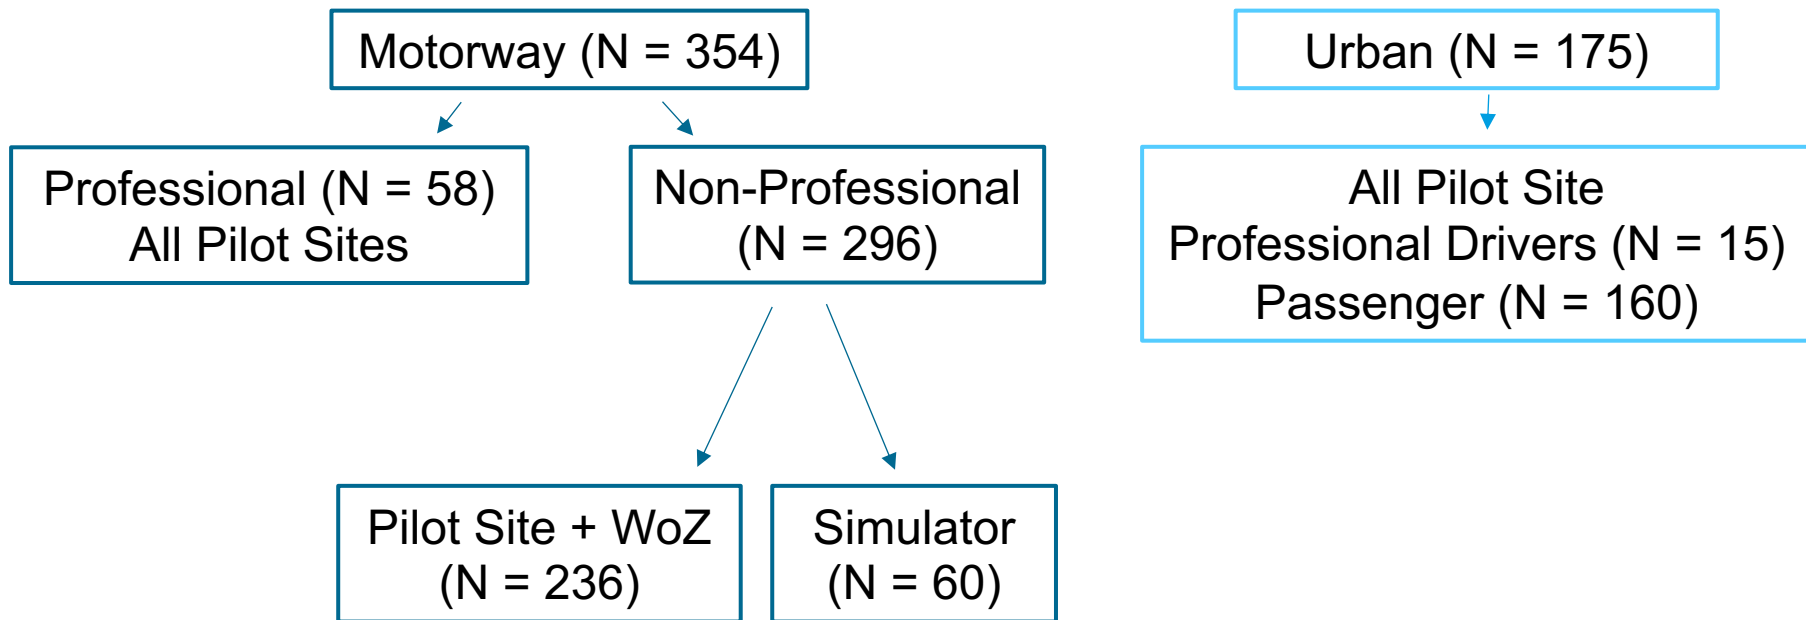 Motorway (N = 354)
Urban (N = 175)
Professional (N = 58)
All Pilot Sites
Non-Professional
(N = 296)
All Pilot Site
Professional Drivers (N = 15)
Passenger (N = 160)
Pilot Site + WoZ
(N = 236)
Simulator
(N = 60)